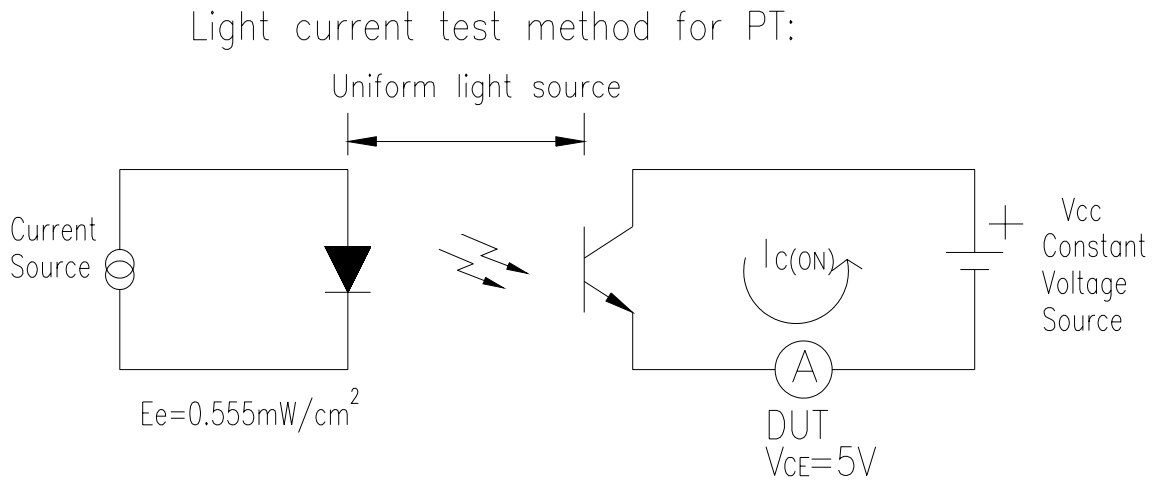 Light current test method for PT:
Uniform light source
Current
Source
Ee=0.555mW/cm²
IC(ON)
A
DUT
VCE=5V
+
Vcc
Constant
Voltage
Source